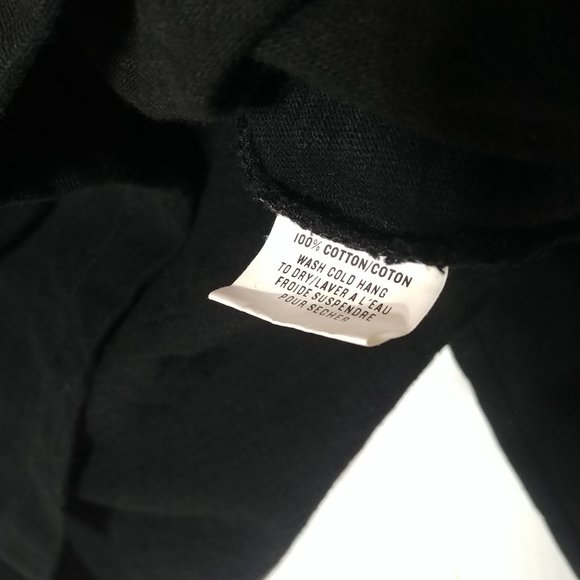 100% COTTON/COTON
WASH COLD HANG
TO DRY/LAVER A L'EAU
FROIDE SUSPENDRE
POUR SECHER